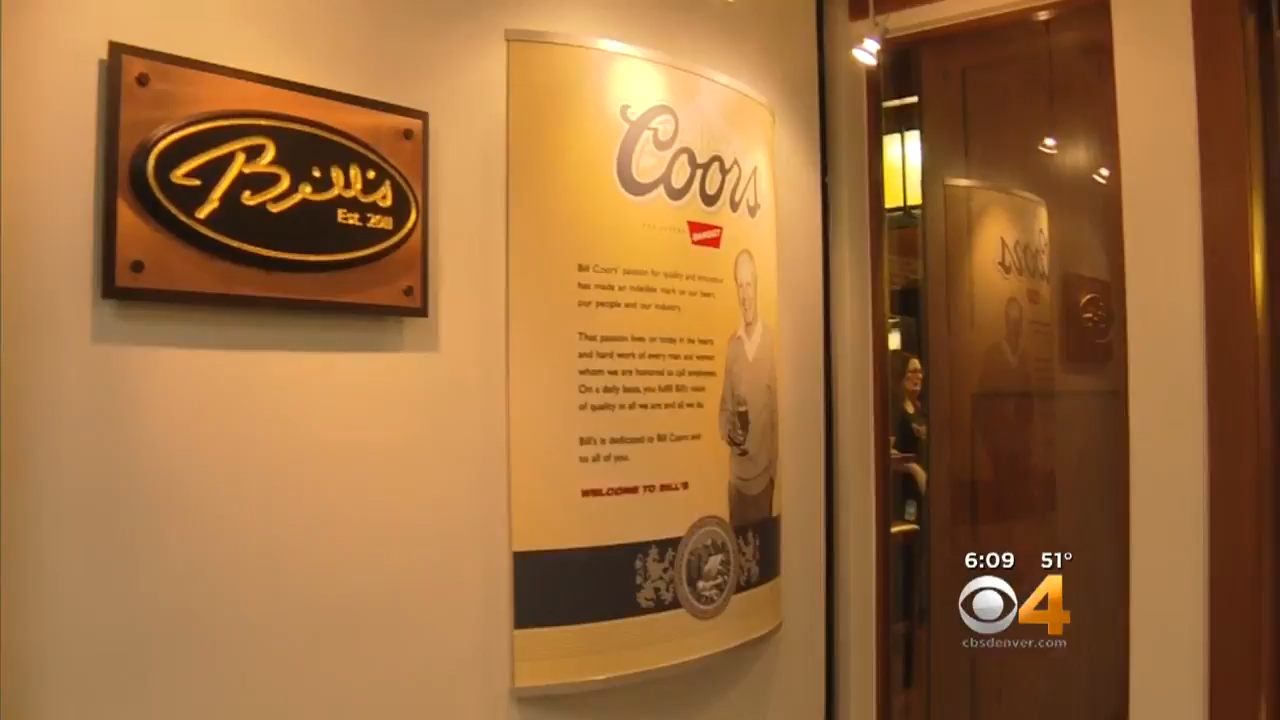 Bill's
Est. 2011
Coors
BANQUET
Bill Coors' passion for quality and innovation
has made an indelible mark on our beer,
our people and our industry.
That passion lives on today in the hearts
and hard work of every man and woman
whom we are honored to call employees.
On a daily basis, you fulfill Bill's vision
of quality in all we are and all we do.
Bill's is dedicated to Bill Coors and
to all of you.
WELCOME TO BILL'S
Coors
6:09 51°
4
cbsdenver.com